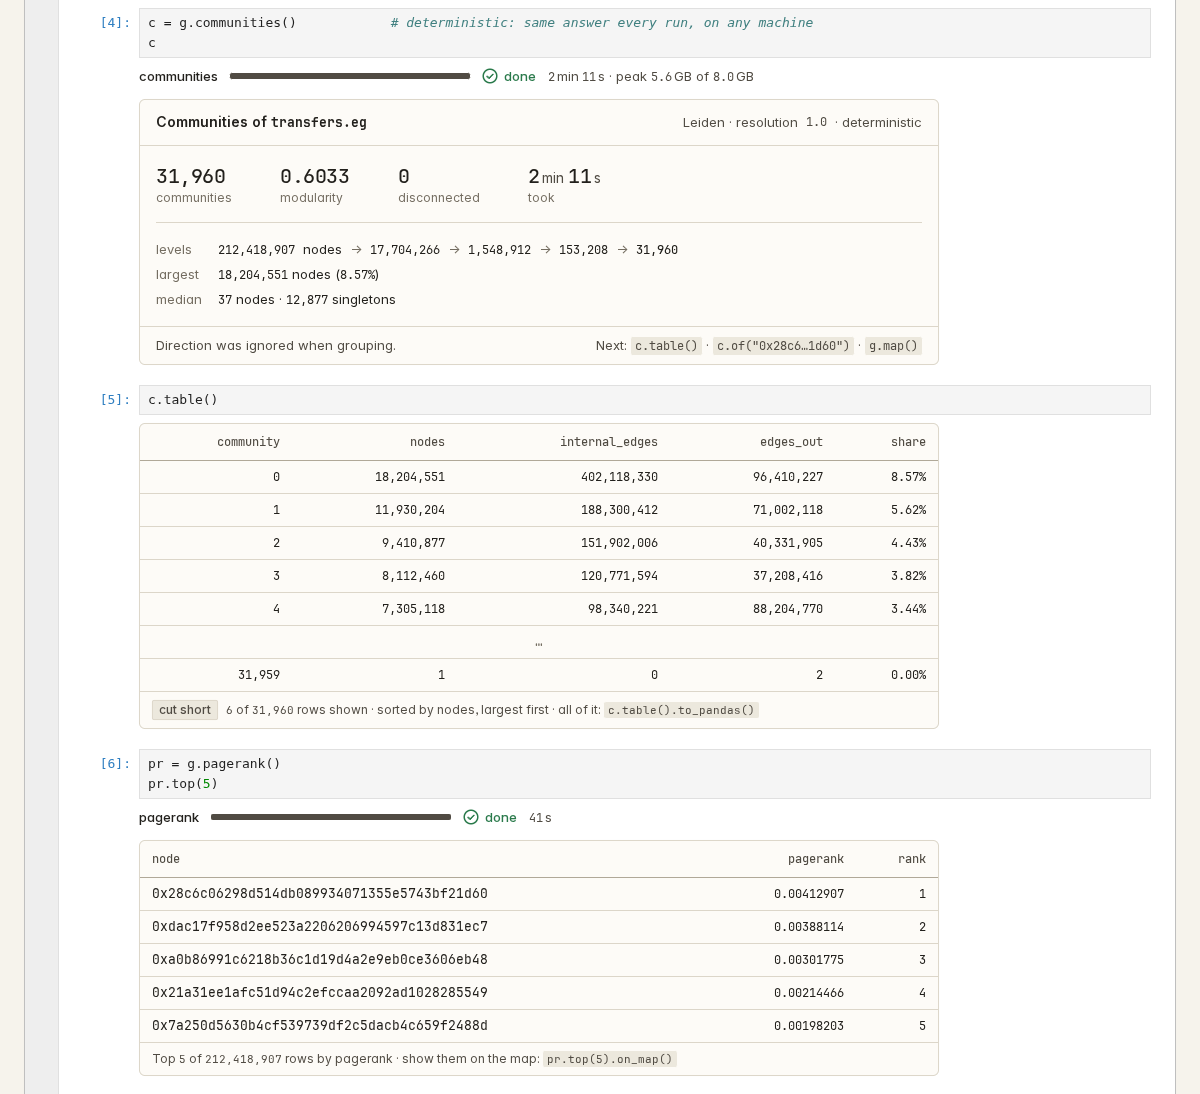 [4]: c = g.communities() # deterministic: same answer every run, on any machine
c
communities done 2 min 11 s · peak 5.6 GB of 8.0 GB
Communities of transfers.eg Leiden · resolution 1.0 · deterministic
31,960 0.6033 0 2 min 11 s
communities modularity disconnected took
levels 212,418,907 nodes → 17,704,266 → 1,548,912 → 153,208 → 31,960
largest 18,204,551 nodes (8.57%)
median 37 nodes · 12,877 singletons
Direction was ignored when grouping. Next: c.table() · c.of("0x28c6…1d60") · g.map()
[5]: c.table()
community nodes internal_edges edges_out share
0 18,204,551 402,118,330 96,410,227 8.57%
1 11,930,204 188,300,412 71,002,118 5.62%
2 9,410,877 151,902,006 40,331,905 4.43%
3 8,112,460 120,771,594 37,208,416 3.82%
4 7,305,118 98,340,221 88,204,770 3.44%
…
31,959 1 0 2 0.00%
cut short 6 of 31,960 rows shown · sorted by nodes, largest first · all of it: c.table().to_pandas()
[6]: pr = g.pagerank()
pr.top(5)
pagerank done 41 s
node pagerank rank
0x28c6c06298d514db089934071355e5743bf21d60 0.00412907 1
0xdac17f958d2ee523a2206206994597c13d831ec7 0.00388114 2
0xa0b86991c6218b36c1d19d4a2e9eb0ce3606eb48 0.00301775 3
0x21a31ee1afc51d94c2efccaa2092ad1028285549 0.00214466 4
0x7a250d5630b4cf539739df2c5dacb4c659f2488d 0.00198203 5
Top 5 of 212,418,907 rows by pagerank · show them on the map: pr.top(5).on_map()